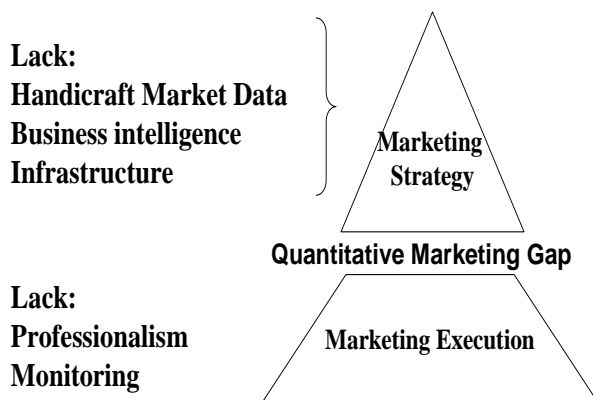 Lack:
Handicraft Market Data
Business intelligence
Infrastructure
Marketing
Strategy
Quantitative Marketing Gap
Lack:
Professionalism
Monitoring
Marketing Execution